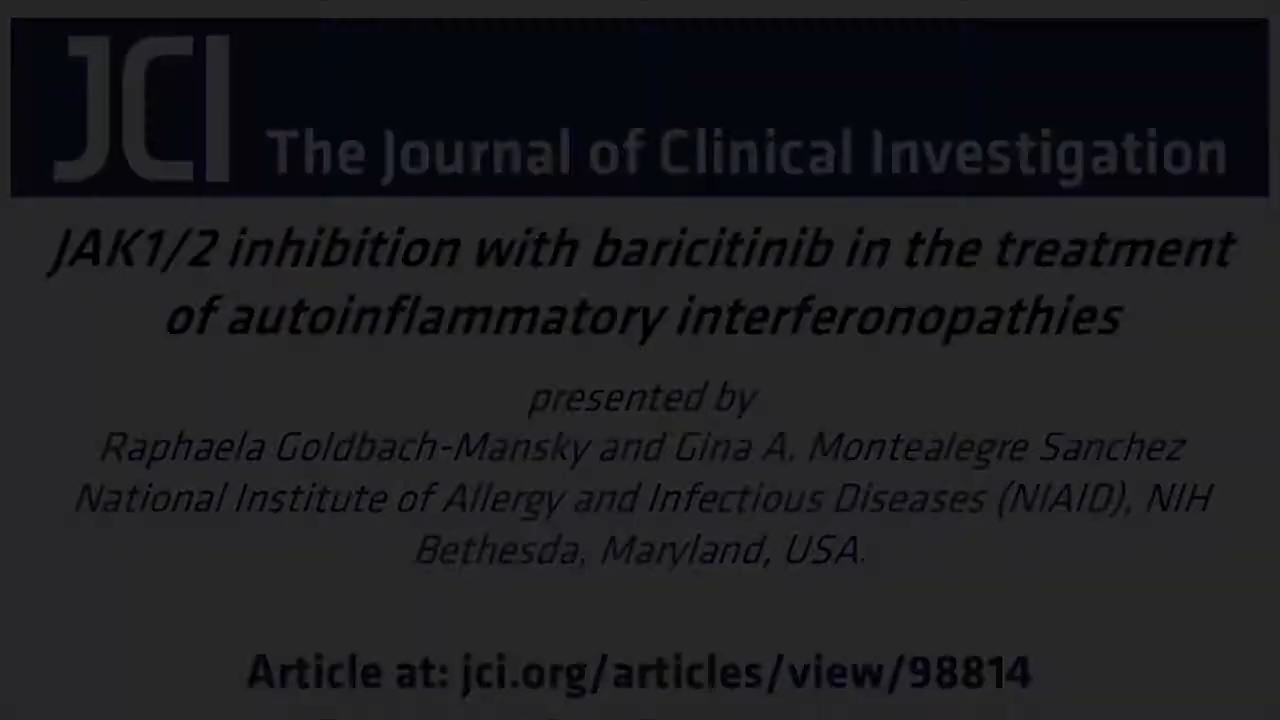 JCI The Journal of Clinical Investigation
JAK1/2 inhibition with baricitinib in the treatment
of autoinflammatory interferonopathies
presented by
Raphaela Goldbach-Mansky and Gina A. Montealegre Sanchez
National Institute of Allergy and Infectious Diseases (NIAID), NIH
Bethesda, Maryland, USA.
Article at: jci.org/articles/view/98814